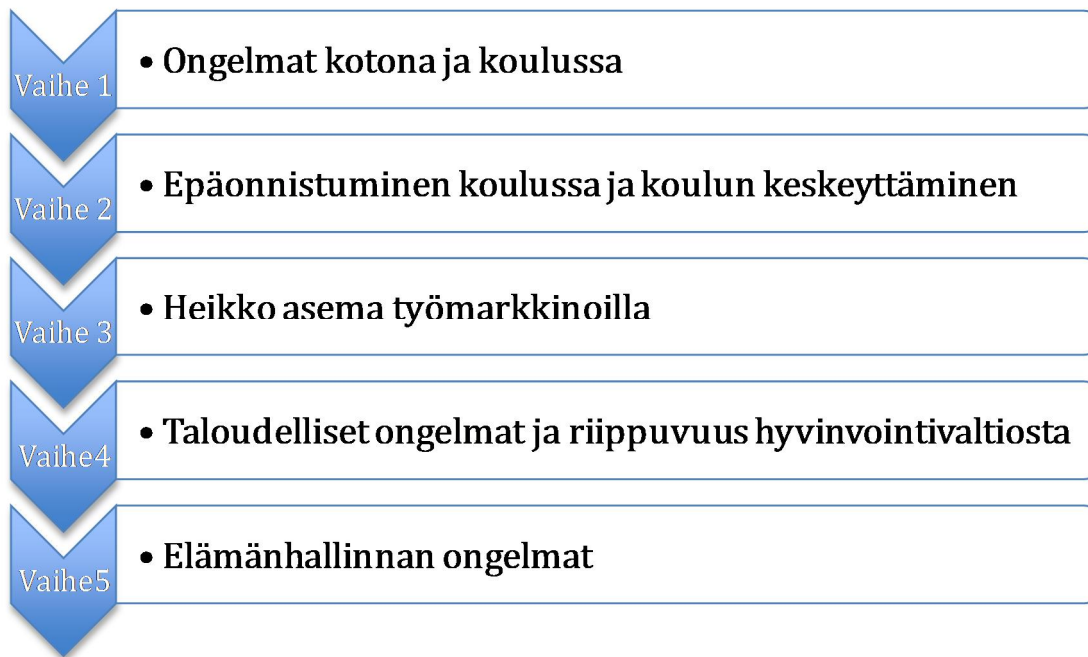 Vaihe 1
• Ongelmat kotona ja koulussa
Vaihe 2
• Epäonnistuminen koulussa ja koulun keskeyttäminen
Vaihe 3
• Heikko asema työmarkkinoilla
Vaihe4
• Taloudelliset ongelmat ja riippuvuus hyvinvointivaltiosta
Vaihe5
• Elämänhallinnan ongelmat